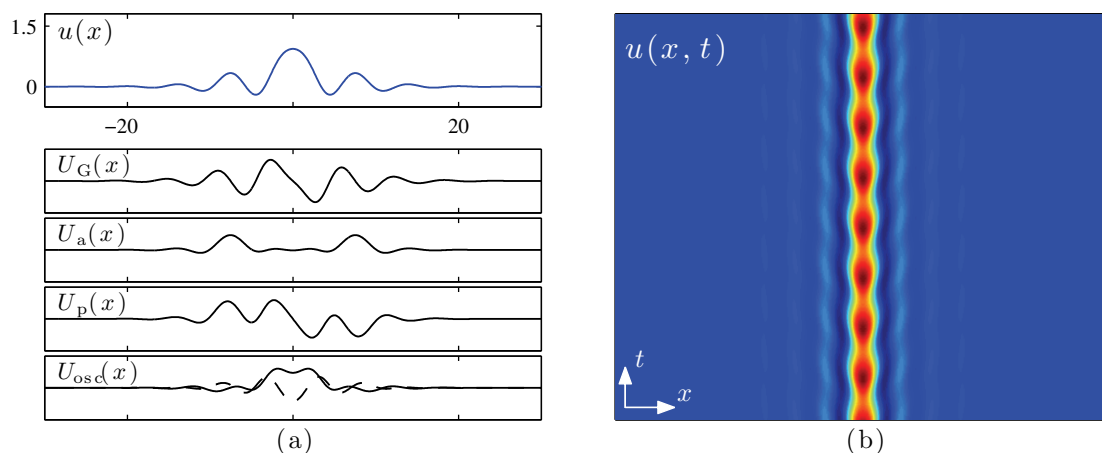 1.5
u(x)
0
−20
20
U_G(x)
U_a(x)
U_p(x)
U_osc(x)
(a)
u(x, t)
t
x
(b)